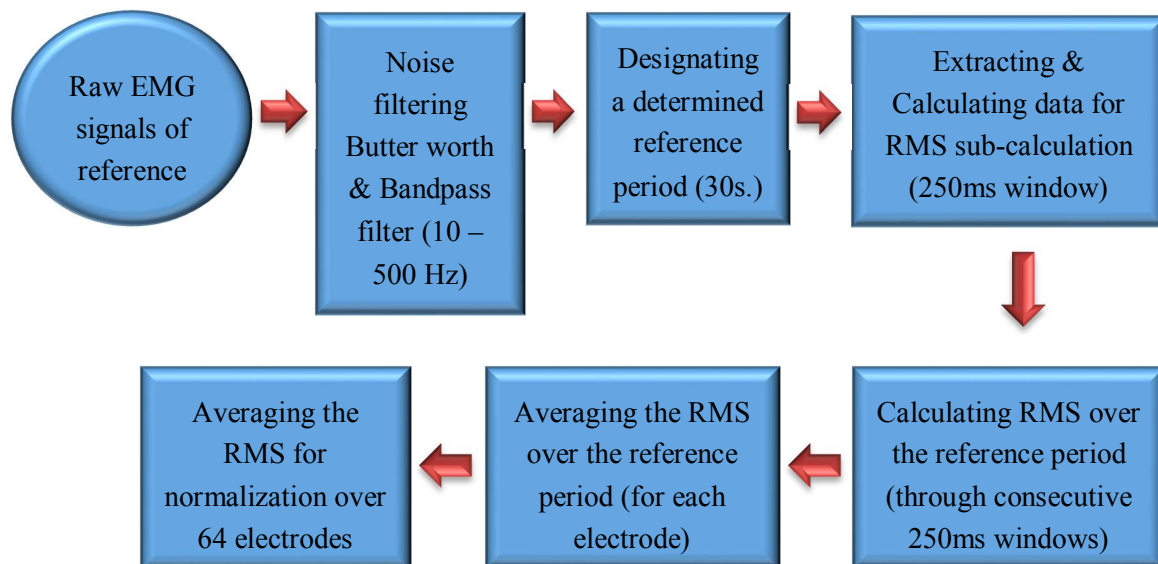 Raw EMG
signals of
reference
Noise
filtering
Butter worth
& Bandpass
filter (10 –
500 Hz)
Designating
a determined
reference
period (30s.)
Extracting &
Calculating data for
RMS sub-calculation
(250ms window)
Calculating RMS over
the reference period
(through consecutive
250ms windows)
Averaging the RMS
over the reference
period (for each
electrode)
Averaging the
RMS for
normalization over
64 electrodes